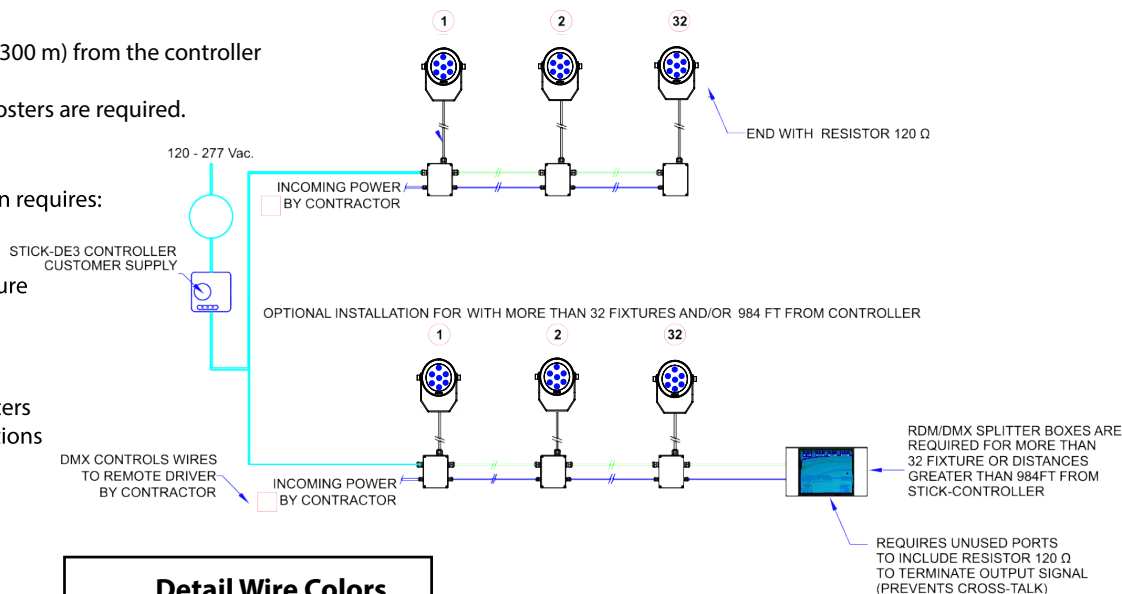 300 m) from the controller
osters are required.
n requires:
ure
ters
tions
1
2
32
END WITH RESISTOR 120 Ω
120 - 277 Vac.
INCOMING POWER
BY CONTRACTOR
STICK-DE3 CONTROLLER
CUSTOMER SUPPLY
OPTIONAL INSTALLATION FOR WITH MORE THAN 32 FIXTURES AND/OR 984 FT FROM CONTROLLER
1
2
32
DMX CONTROLS WIRES
TO REMOTE DRIVER
BY CONTRACTOR
INCOMING POWER
BY CONTRACTOR
RDM/DMX SPLITTER BOXES ARE
REQUIRED FOR MORE THAN
32 FIXTURE OR DISTANCES
GREATER THAN 984FT FROM
STICK-CONTROLLER
REQUIRES UNUSED PORTS
TO INCLUDE RESISTOR 120 Ω
TO TERMINATE OUTPUT SIGNAL
(PREVENTS CROSS-TALK)
Detail Wire Colors